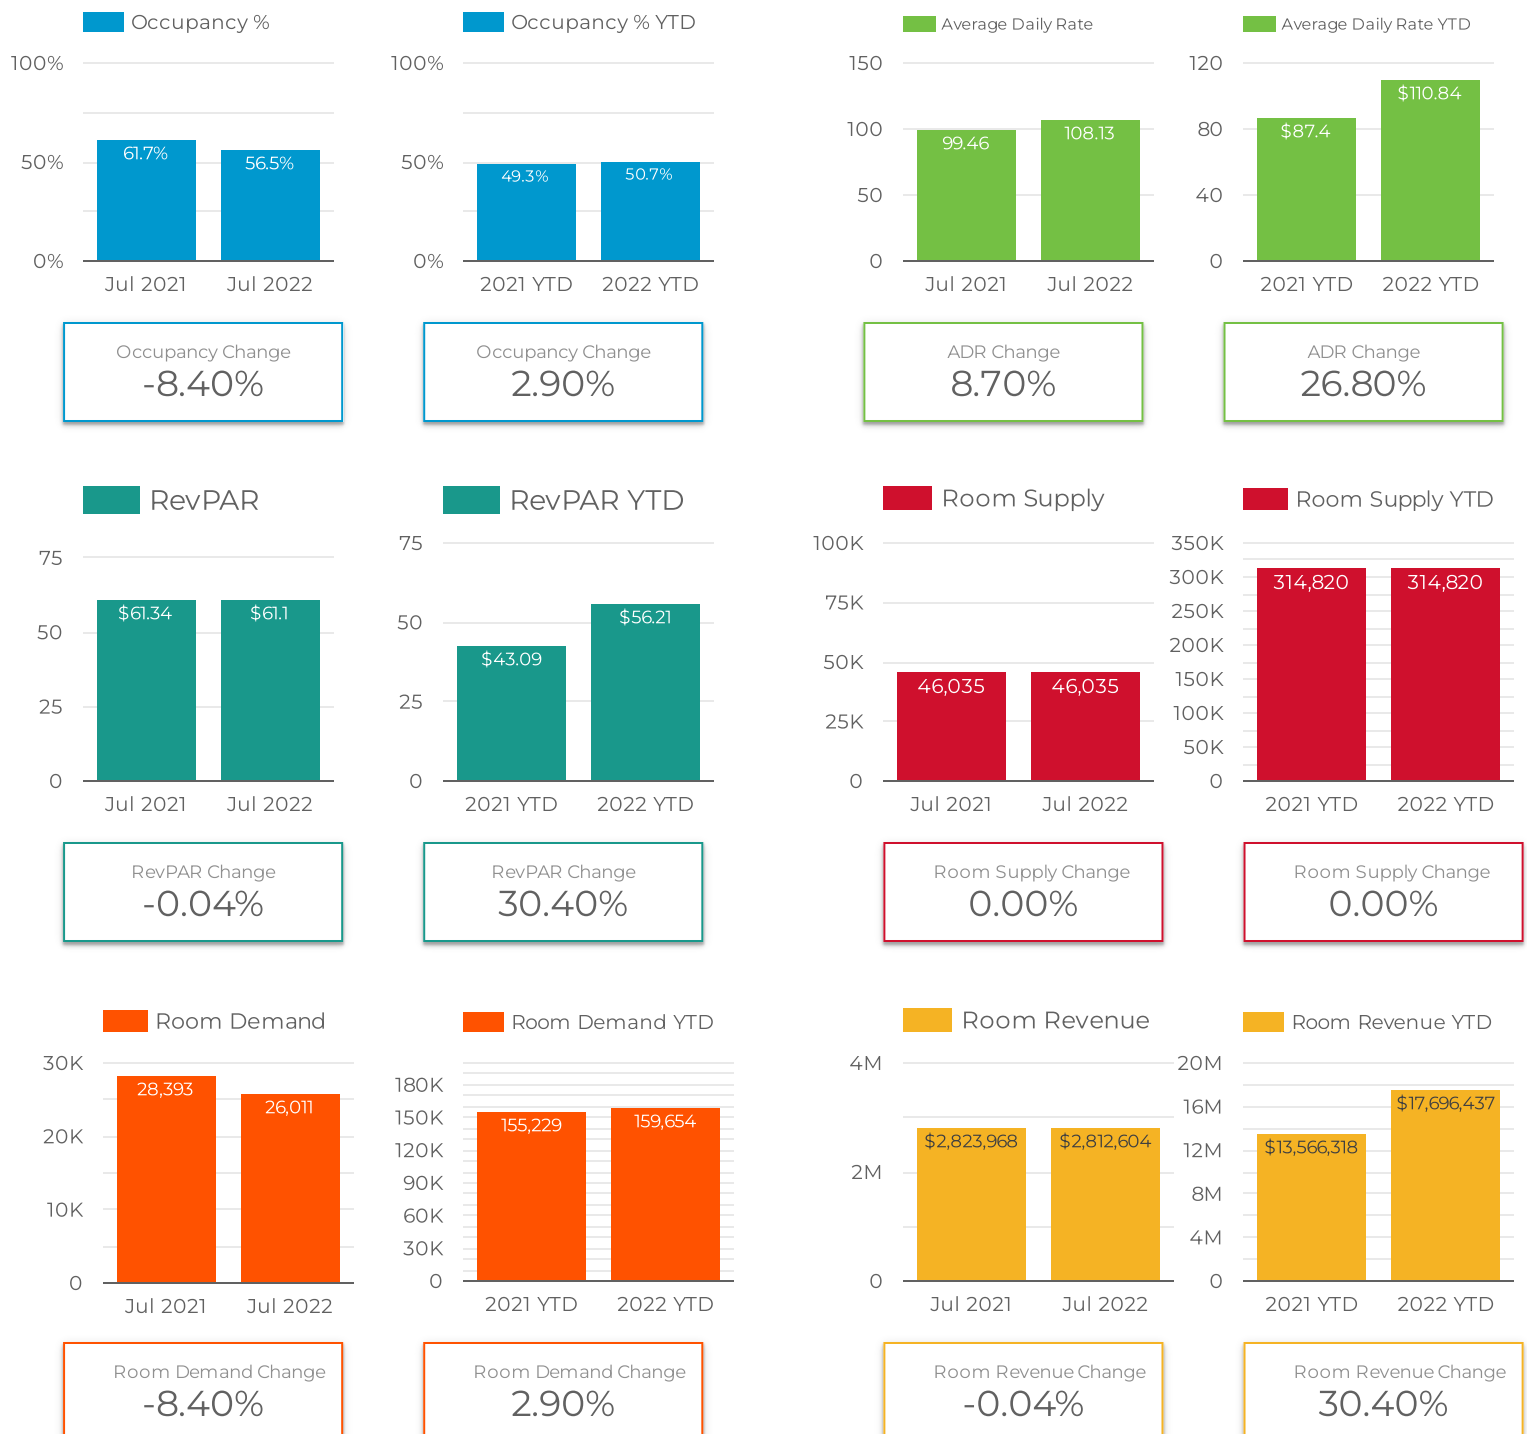 Occupancy %
100%
50%
0%
61.7%
56.5%
Jul 2021
Jul 2022
Occupancy Change
-8.40%
Occupancy % YTD
100%
50%
0%
49.3%
50.7%
2021 YTD
2022 YTD
Occupancy Change
2.90%
Average Daily Rate
150
100
50
0
99.46
108.13
Jul 2021
Jul 2022
ADR Change
8.70%
Average Daily Rate YTD
120
80
40
0
$87.4
$110.84
2021 YTD
2022 YTD
ADR Change
26.80%
RevPAR
75
50
25
0
$61.34
$61.1
Jul 2021
Jul 2022
RevPAR Change
-0.04%
RevPAR YTD
75
50
25
0
$43.09
$56.21
2021 YTD
2022 YTD
RevPAR Change
30.40%
Room Supply
100K
75K
50K
25K
0
46,035
46,035
Jul 2021
Jul 2022
Room Supply Change
0.00%
Room Supply YTD
350K
300K
250K
200K
150K
100K
50K
0
314,820
314,820
2021 YTD
2022 YTD
Room Supply Change
0.00%
Room Demand
30K
20K
10K
0
28,393
26,011
Jul 2021
Jul 2022
Room Demand Change
-8.40%
Room Demand YTD
180K
150K
120K
90K
60K
30K
0
155,229
159,654
2021 YTD
2022 YTD
Room Demand Change
2.90%
Room Revenue
4M
2M
0
$2,823,968
$2,812,604
Jul 2021
Jul 2022
Room Revenue Change
-0.04%
Room Revenue YTD
20M
16M
12M
8M
4M
0
$13,566,318
$17,696,437
2021 YTD
2022 YTD
Room Revenue Change
30.40%